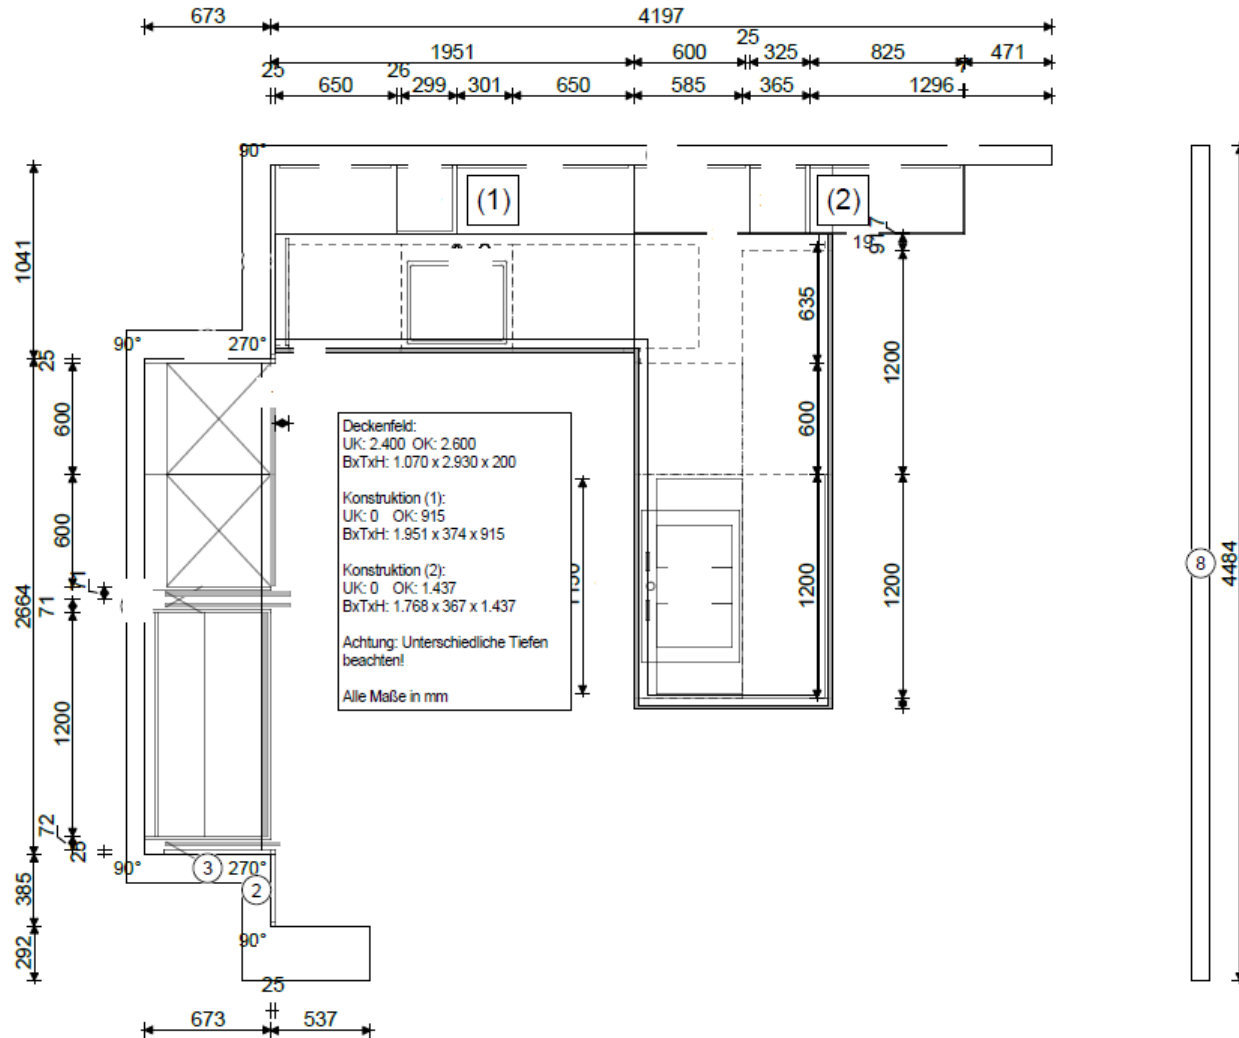 673 4197
25
1951 600 325 825 471
25 26
650 299 301 650 585 365 1296
90°
(1) (2)
19
1041 635 1200
90° 270°
25
600 600
Deckenfeld:
UK: 2.400 OK: 2.600
BxTxH: 1.070 x 2.930 x 200
Konstruktion (1):
UK: 0 OK: 915
BxTxH: 1.951 x 374 x 915
Konstruktion (2):
UK: 0 OK: 1.437
BxTxH: 1.768 x 367 x 1.437
Achtung: Unterschiedliche Tiefen
beachten!
Alle Maße in mm
600
71
2664 71 1200 1200 8 4484
1200
72
25
90° 3 270°
385 2
90°
292
25
673 537